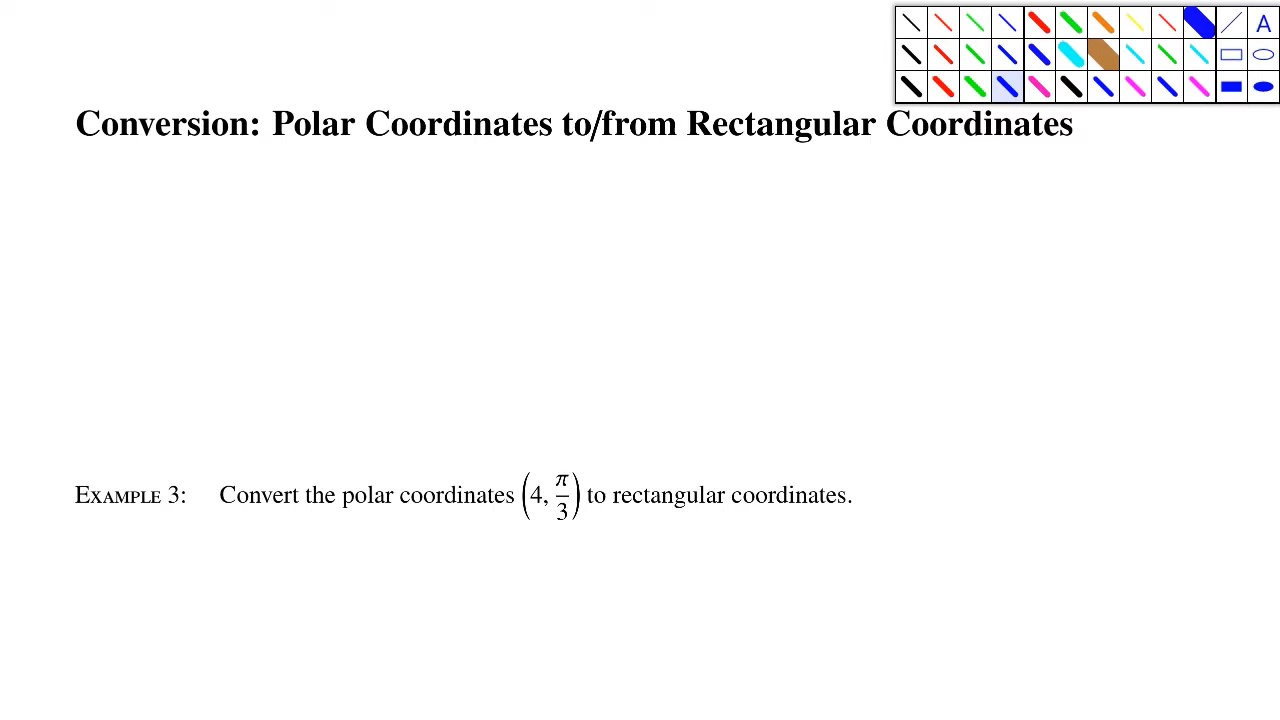 A
Conversion: Polar Coordinates to/from Rectangular Coordinates
Example 3: Convert the polar coordinates (4, π/3) to rectangular coordinates.